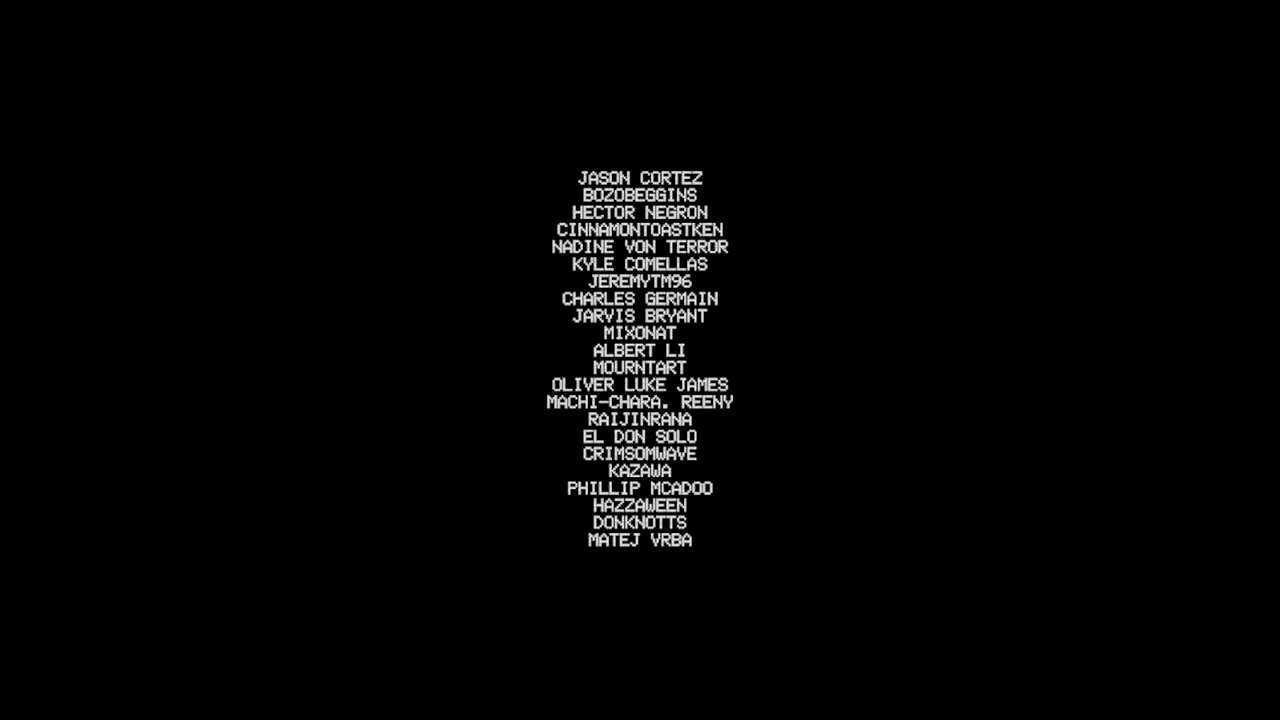 JASON CORTEZ
BOZOBEGGINS
HECTOR NEGRON
CINNAMONTOASTKEN
NADINE VON TERROR
KYLE COMELLAS
JEREMYTM96
CHARLES GERMAIN
JARVIS BRYANT
MIXONAT
ALBERT LI
MOURNTART
OLIVER LUKE JAMES
MACHI-CHARA. REENY
RAIJINRANA
EL DON SOLO
CRIMSOMWAVE
KAZAWA
PHILLIP MCADOO
HAZZAWEEN
DONKNOTTS
MATEJ VRBA